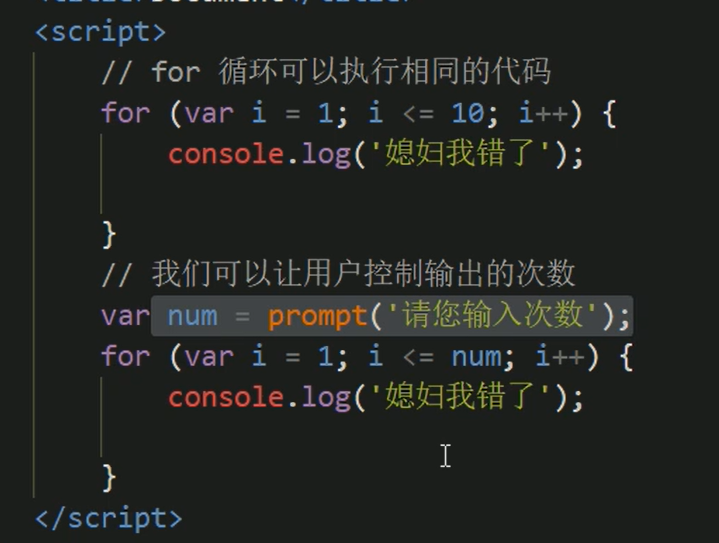 <script>
// for 循环可以执行相同的代码
for (var i = 1; i <= 10; i++) {
console.log('媳妇我错了');
}
// 我们可以让用户控制输出的次数
var num = prompt('请您输入次数');
for (var i = 1; i <= num; i++) {
console.log('媳妇我错了');
}
</script>